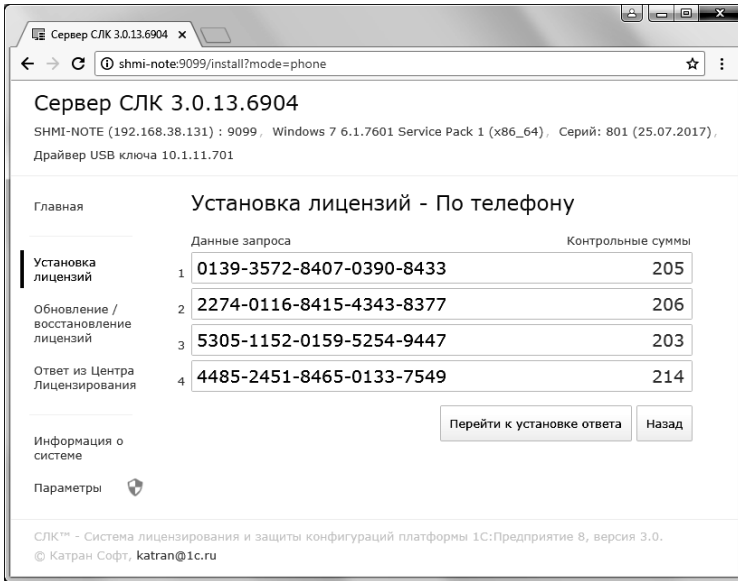 Сервер СЛК 3.0.13.6904
shmi-note:9099/install?mode=phone
Сервер СЛК 3.0.13.6904
SHMI-NOTE (192.168.38.131) : 9099, Windows 7 6.1.7601 Service Pack 1 (x86_64), Серий: 801 (25.07.2017),
Драйвер USB ключа 10.1.11.701
Главная
Установка
лицензий
Обновление /
восстановление
лицензий
Ответ из Центра
Лицензирования
Информация о
системе
Параметры
Установка лицензий - По телефону
Данные запроса Контрольные суммы
1 0139-3572-8407-0390-8433 205
2 2274-0116-8415-4343-8377 206
3 5305-1152-0159-5254-9447 203
4 4485-2451-8465-0133-7549 214
Перейти к установке ответа Назад
СЛК™ - Система лицензирования и защиты конфигураций платформы 1С:Предприятие 8, версия 3.0.
© Катран Софт, katran@1c.ru